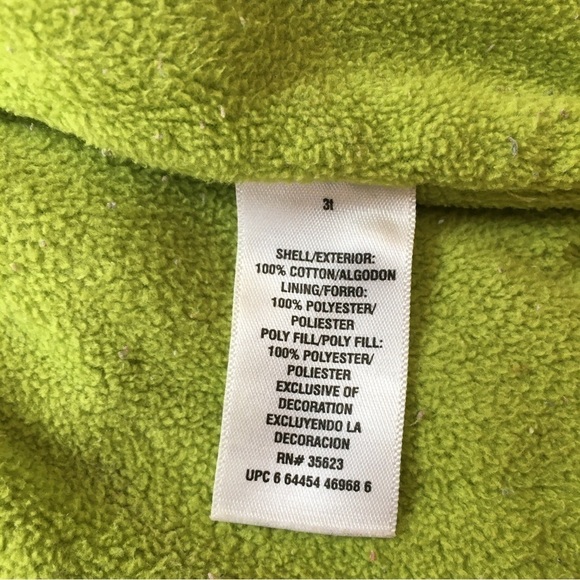 3t
SHELL/EXTERIOR:
100% COTTON/ALGODON
LINING/FORRO:
100% POLYESTER/
POLIESTER
POLY FILL/POLY FILL:
100% POLYESTER/
POLIESTER
EXCLUSIVE OF
DECORATION
EXCLUYENDO LA
DECORACION
RN# 35623
UPC 6 64454 46968 6